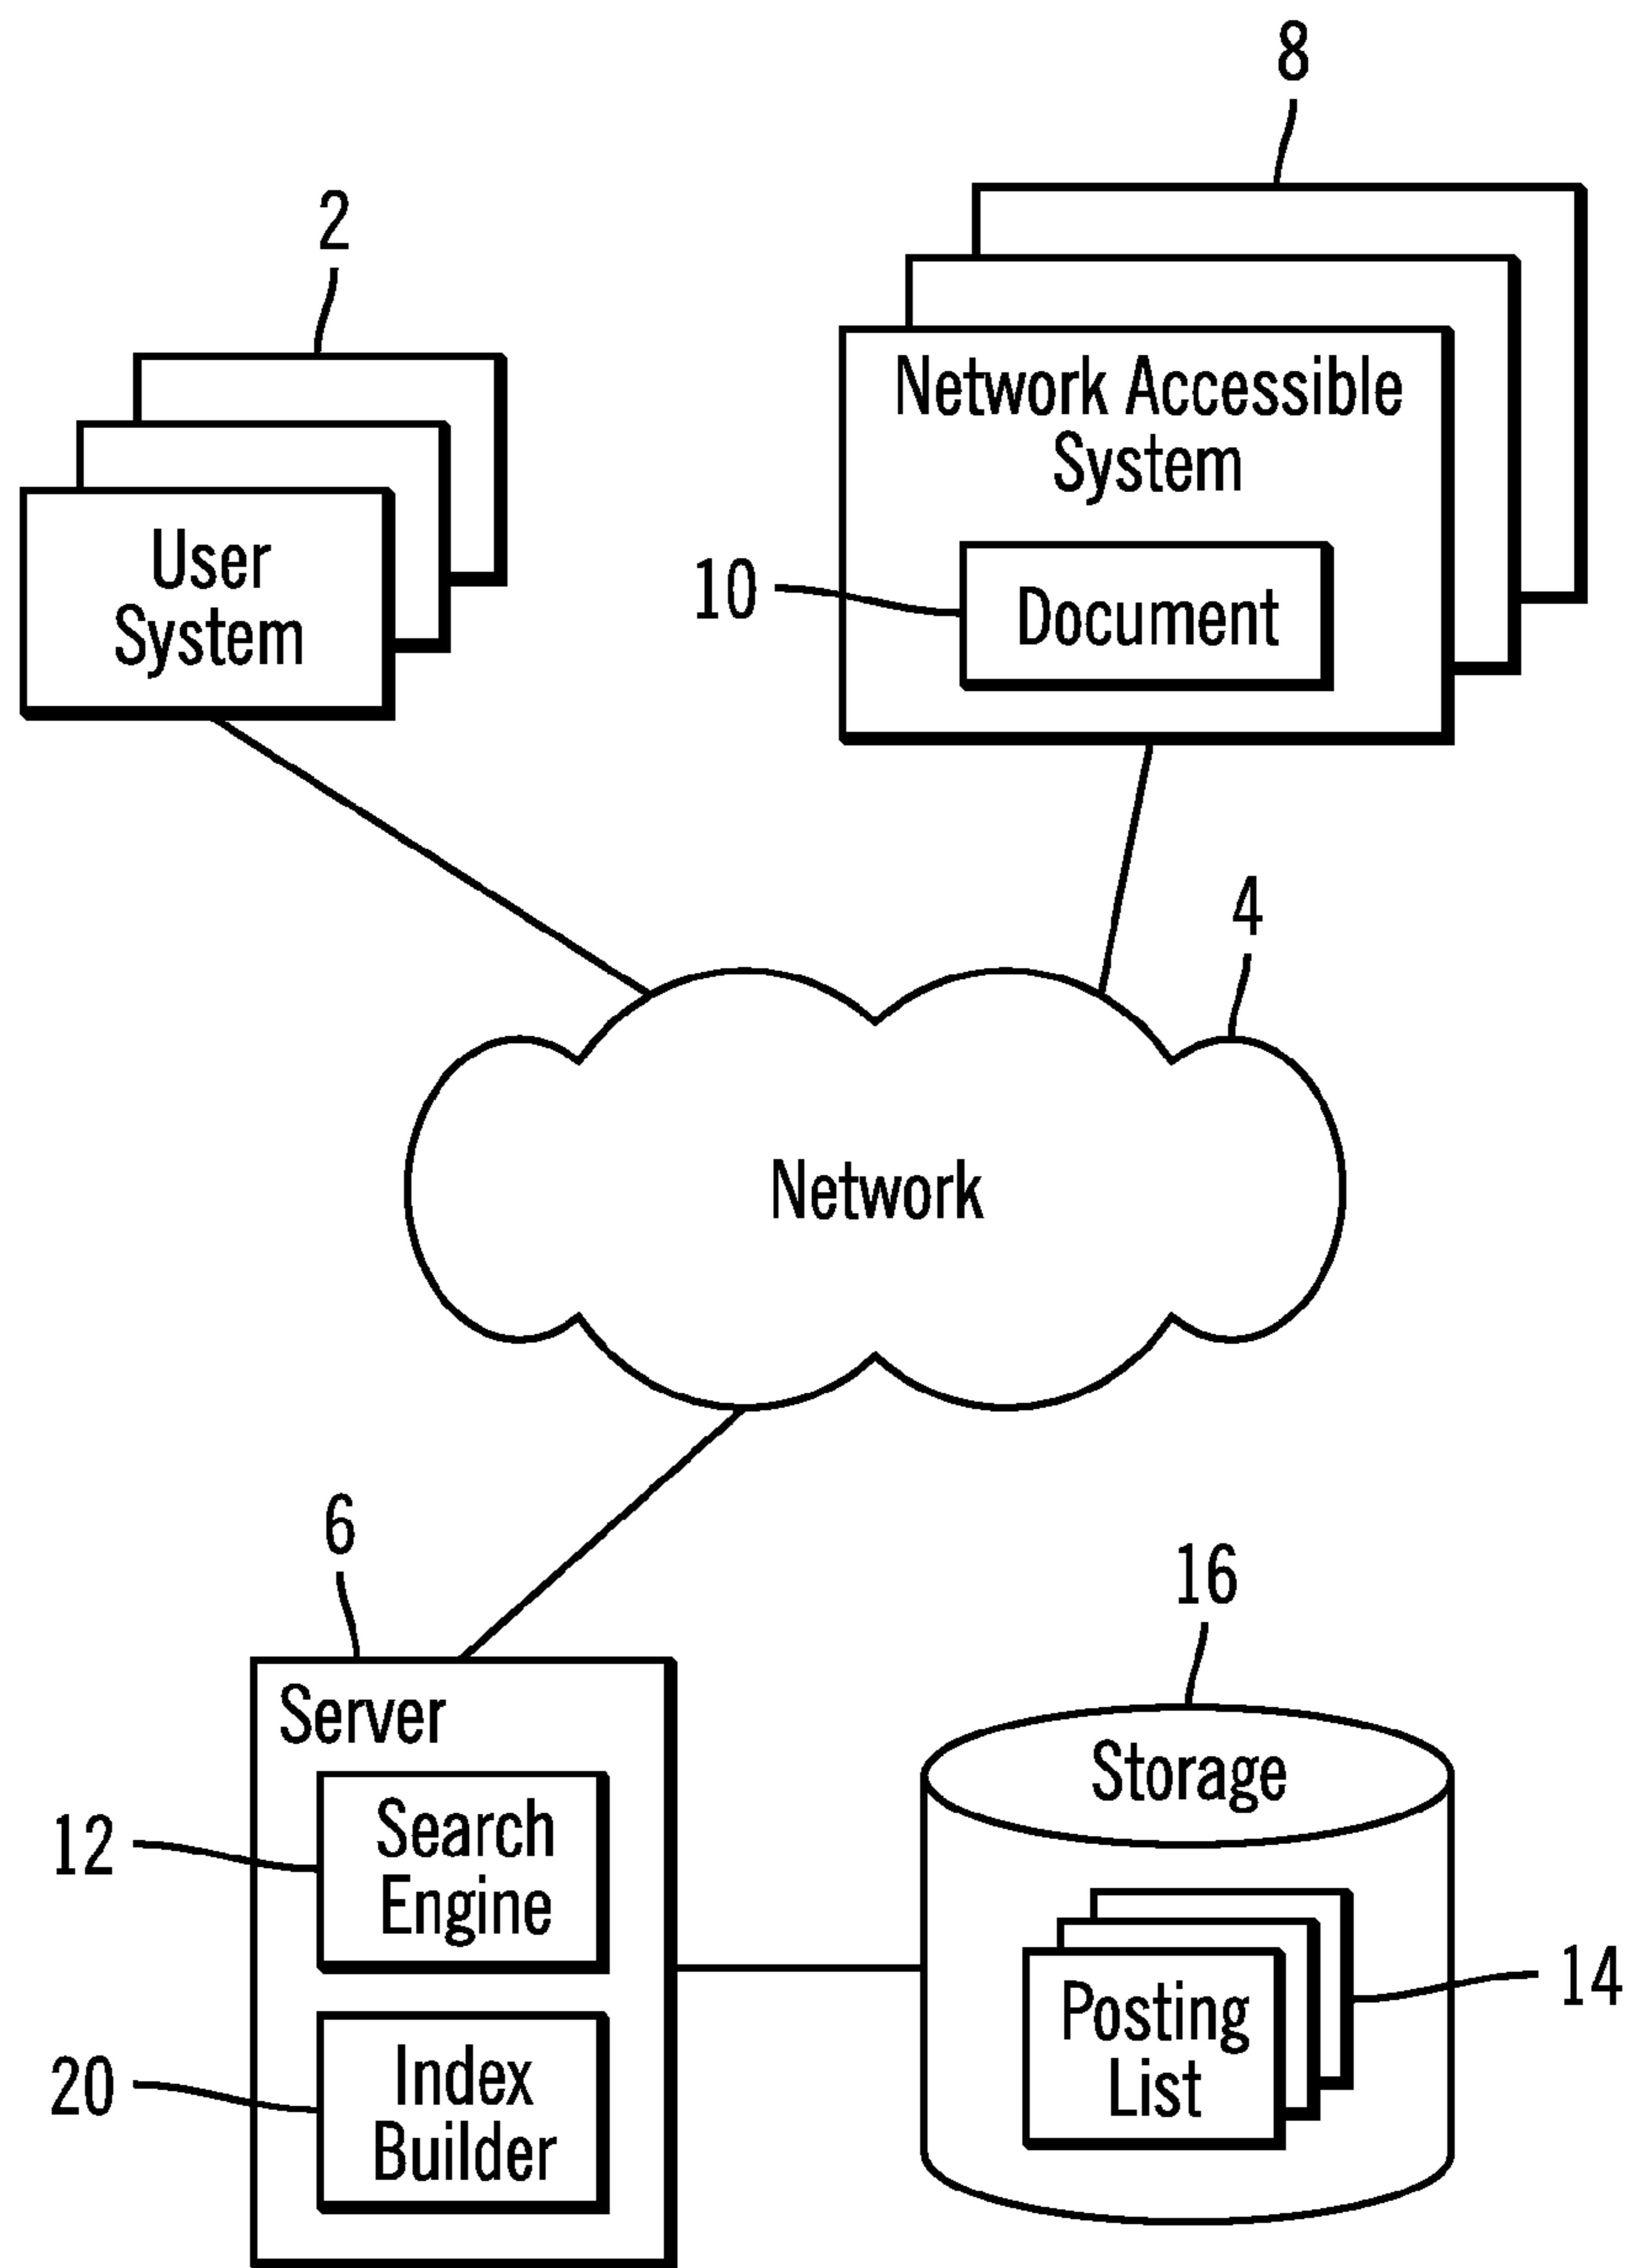 8
2
Network Accessible
System
User
System
10
Document
4
Network
6
16
Server
Storage
12
Search
Engine
Posting
List
14
20
Index
Builder